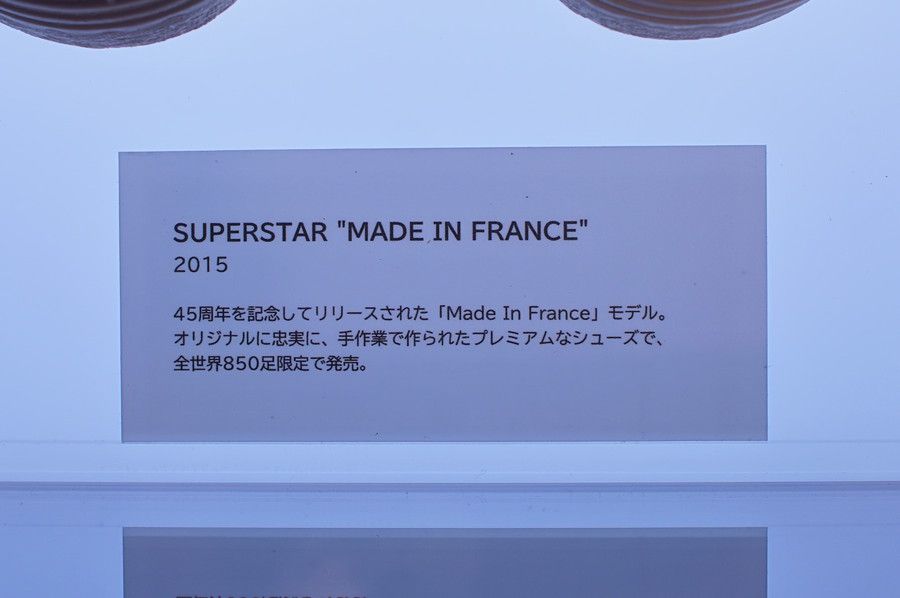 SUPERSTAR "MADE IN FRANCE"
2015
45周年を記念してリリースされた「Made In France」モデル。
オリジナルに忠実に、手作業で作られたプレミアムなシューズで、
全世界850足限定で発売。